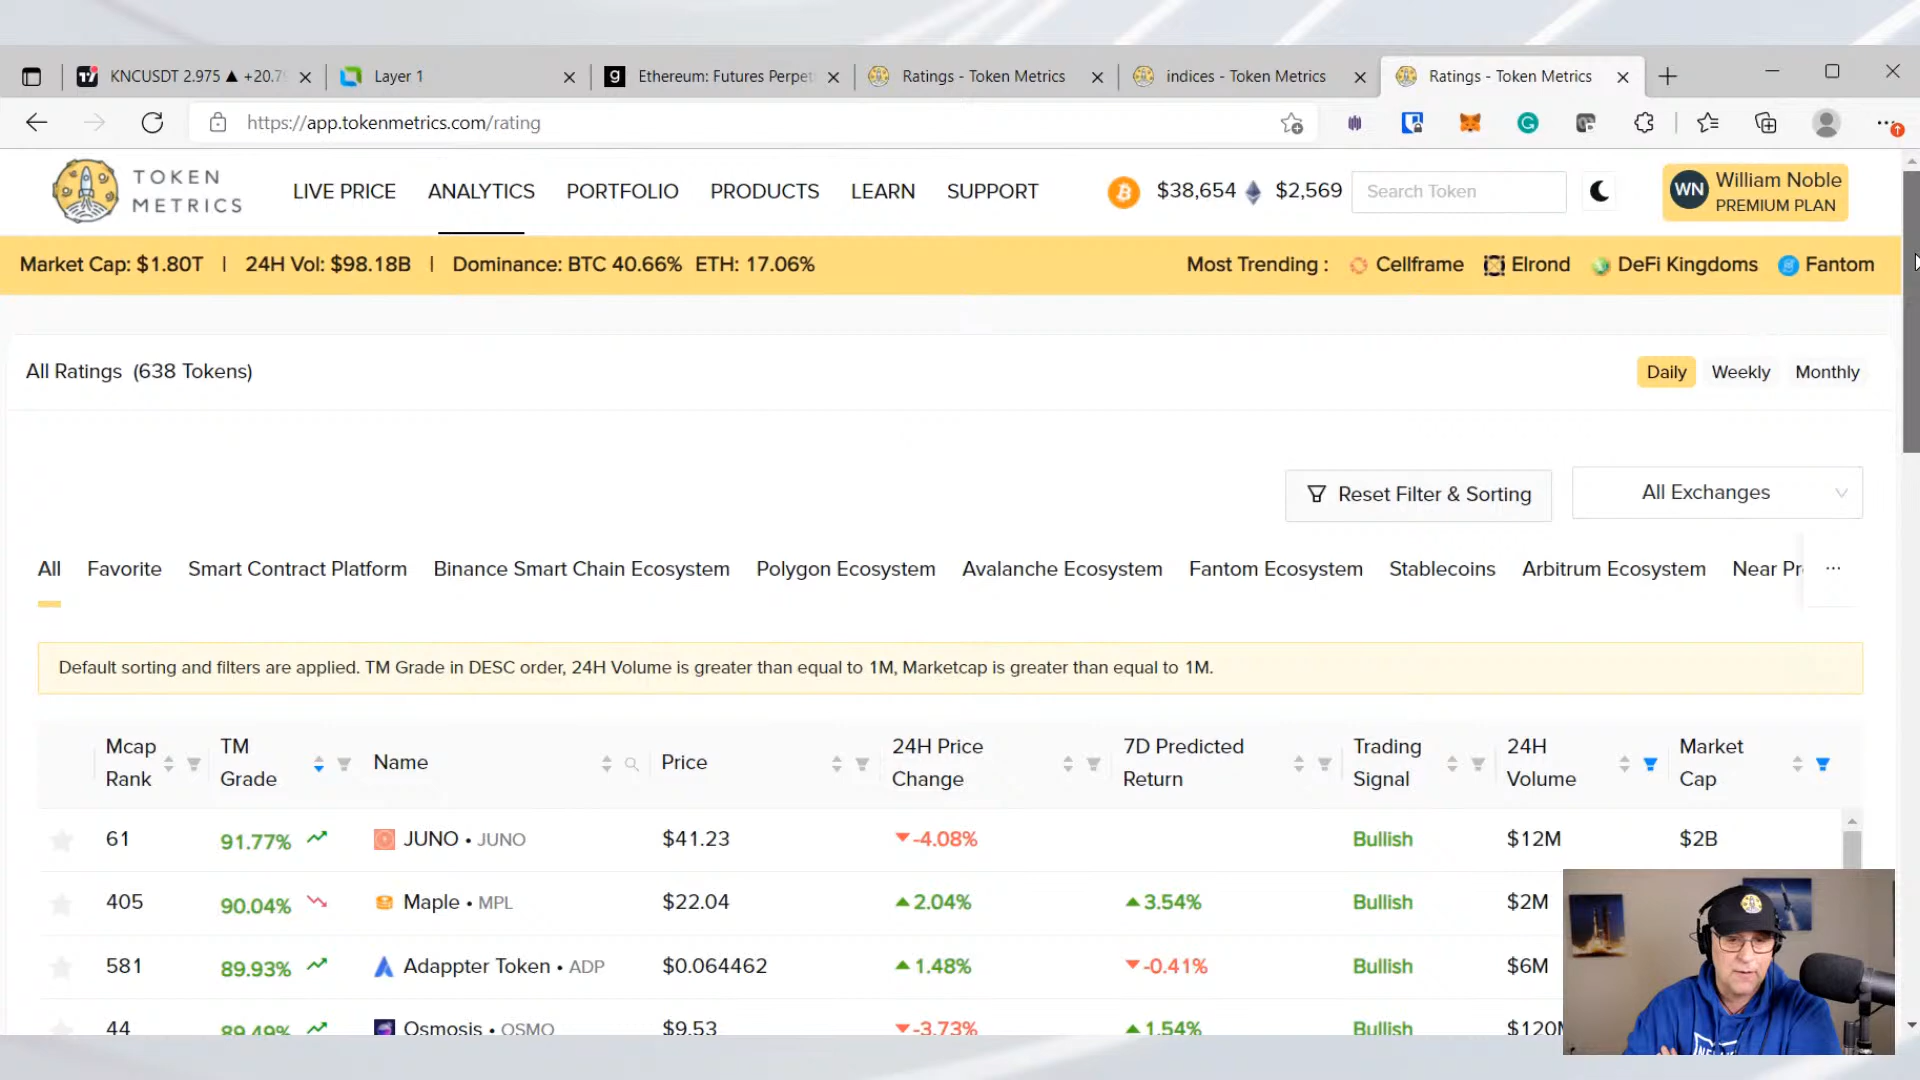 KNCUSDT 2.975 ▲ +20.7 Layer 1 Ethereum: Futures Perpet Ratings - Token Metrics indices - Token Metrics Ratings - Token Metrics
https://app.tokenmetrics.com/rating
TOKEN METRICS
LIVE PRICE ANALYTICS PORTFOLIO PRODUCTS LEARN SUPPORT $38,654 $2,569 Search Token
WN William Noble
PREMIUM PLAN
Market Cap: $1.80T | 24H Vol: $98.18B | Dominance: BTC 40.66% ETH: 17.06% Most Trending : Cellframe Elrond DeFi Kingdoms Fantom
All Ratings (638 Tokens) Daily Weekly Monthly
Reset Filter & Sorting All Exchanges
All Favorite Smart Contract Platform Binance Smart Chain Ecosystem Polygon Ecosystem Avalanche Ecosystem Fantom Ecosystem Stablecoins Arbitrum Ecosystem Near Pr ...
Default sorting and filters are applied. TM Grade in DESC order, 24H Volume is greater than equal to 1M, Marketcap is greater than equal to 1M.
Mcap Rank TM Grade Name Price 24H Price Change 7D Predicted Return Trading Signal 24H Volume Market Cap
61 91.77% JUNO • JUNO $41.23 -4.08% Bullish $12M $2B
405 90.04% Maple • MPL $22.04 2.04% 3.54% Bullish $2M
581 89.93% Adappter Token • ADP $0.064462 1.48% -0.41% Bullish $6M
44 89.49% Osmosis • OSMO $9.53 -3.73% 1.54% Bullish $120M